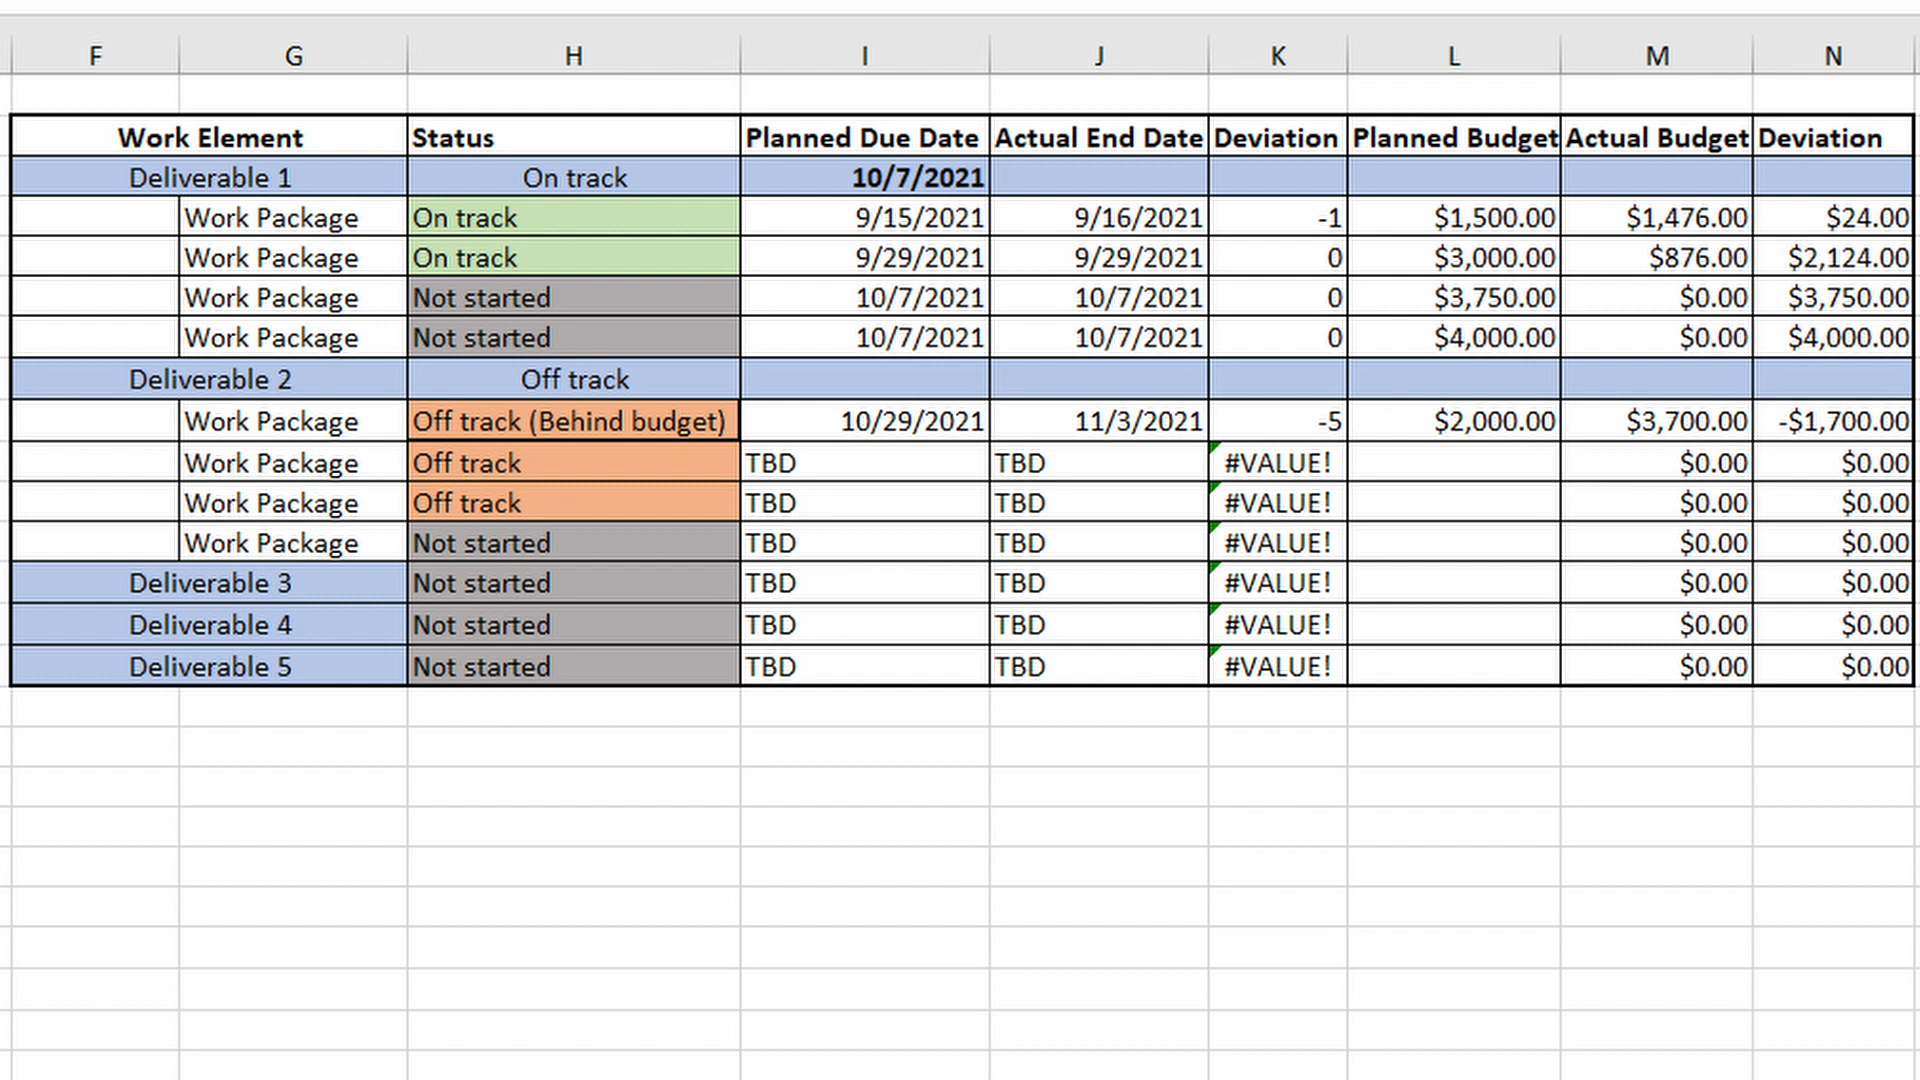 F G H I J K L M N
Work Element Status Planned Due Date Actual End Date Deviation Planned Budget Actual Budget Deviation
Deliverable 1 On track 10/7/2021
Work Package On track 9/15/2021 9/16/2021 -1 $1,500.00 $1,476.00 $24.00
Work Package On track 9/29/2021 9/29/2021 0 $3,000.00 $876.00 $2,124.00
Work Package Not started 10/7/2021 10/7/2021 0 $3,750.00 $0.00 $3,750.00
Work Package Not started 10/7/2021 10/7/2021 0 $4,000.00 $0.00 $4,000.00
Deliverable 2 Off track
Work Package Off track (Behind budget) 10/29/2021 11/3/2021 -5 $2,000.00 $3,700.00 -$1,700.00
Work Package Off track TBD TBD #VALUE! $0.00 $0.00
Work Package Off track TBD TBD #VALUE! $0.00 $0.00
Work Package Not started TBD TBD #VALUE! $0.00 $0.00
Deliverable 3 Not started TBD TBD #VALUE! $0.00 $0.00
Deliverable 4 Not started TBD TBD #VALUE! $0.00 $0.00
Deliverable 5 Not started TBD TBD #VALUE! $0.00 $0.00